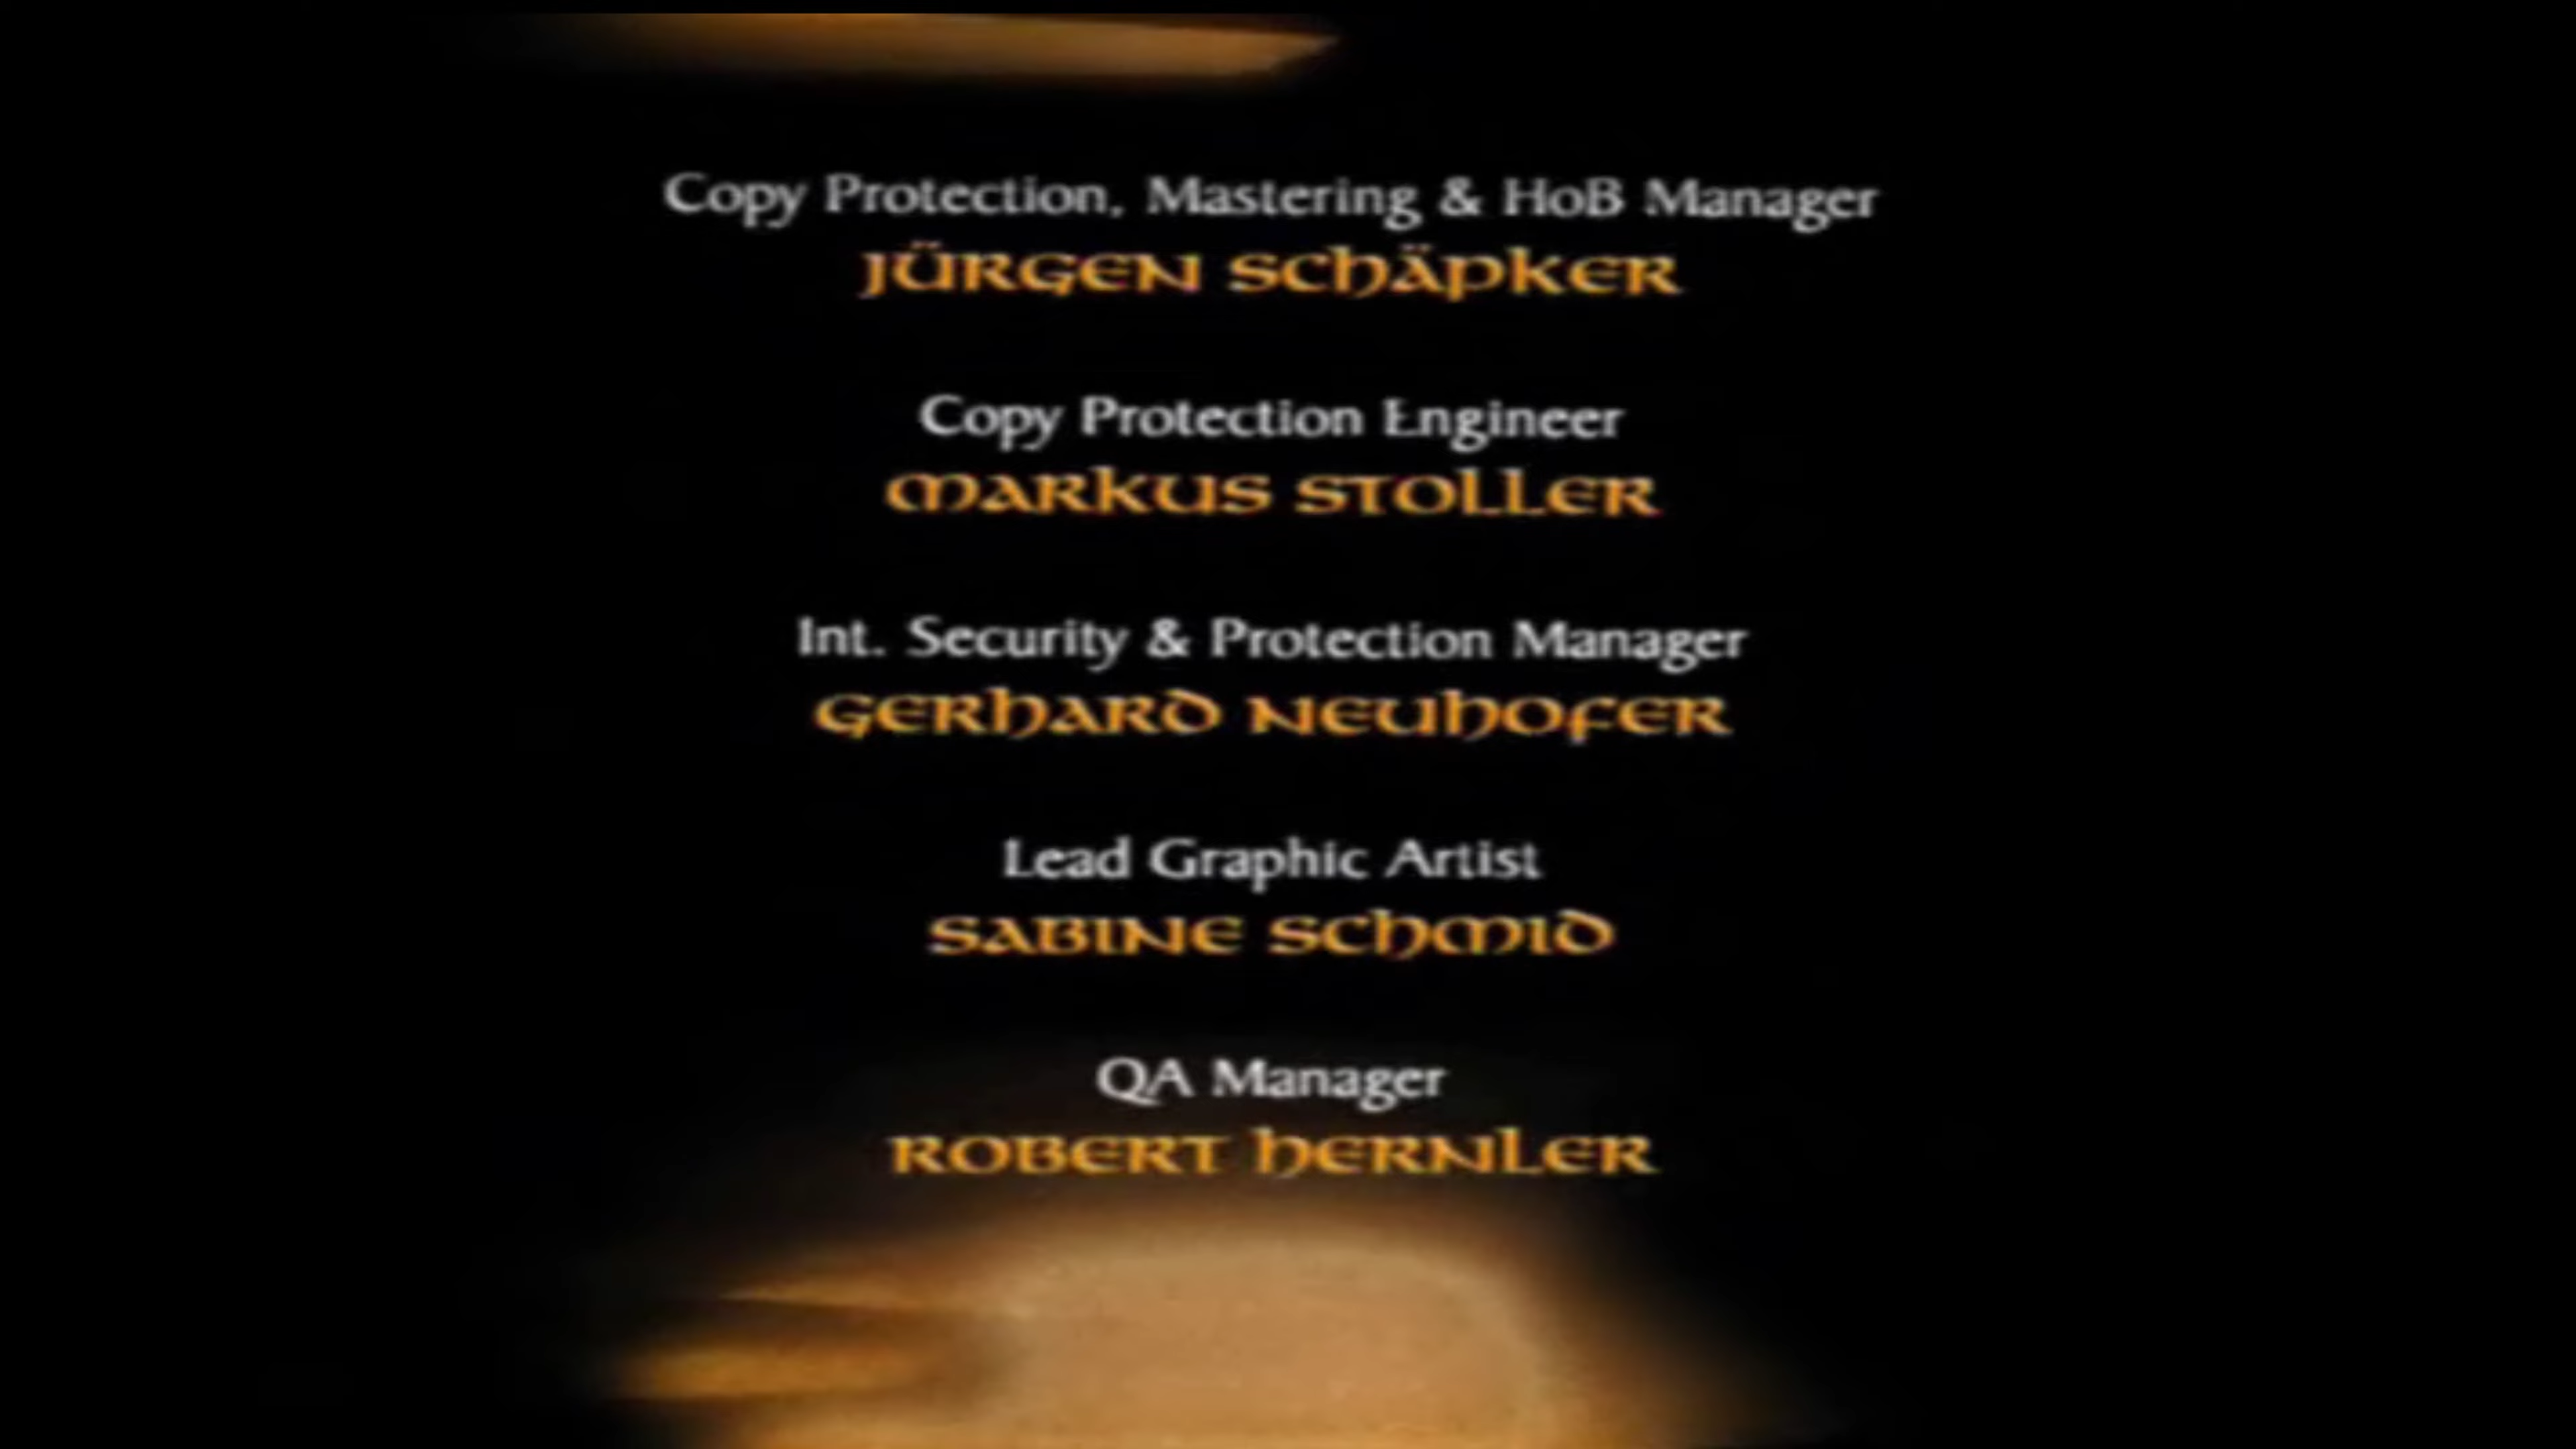 Copy Protection, Mastering & HoB Manager
JÜRGEN SCHÄPKER
Copy Protection Engineer
MARKUS STOLLER
Int. Security & Protection Manager
GERHARD NEUHOFER
Lead Graphic Artist
SABINE SCHMID
QA Manager
ROBERT HERNLER